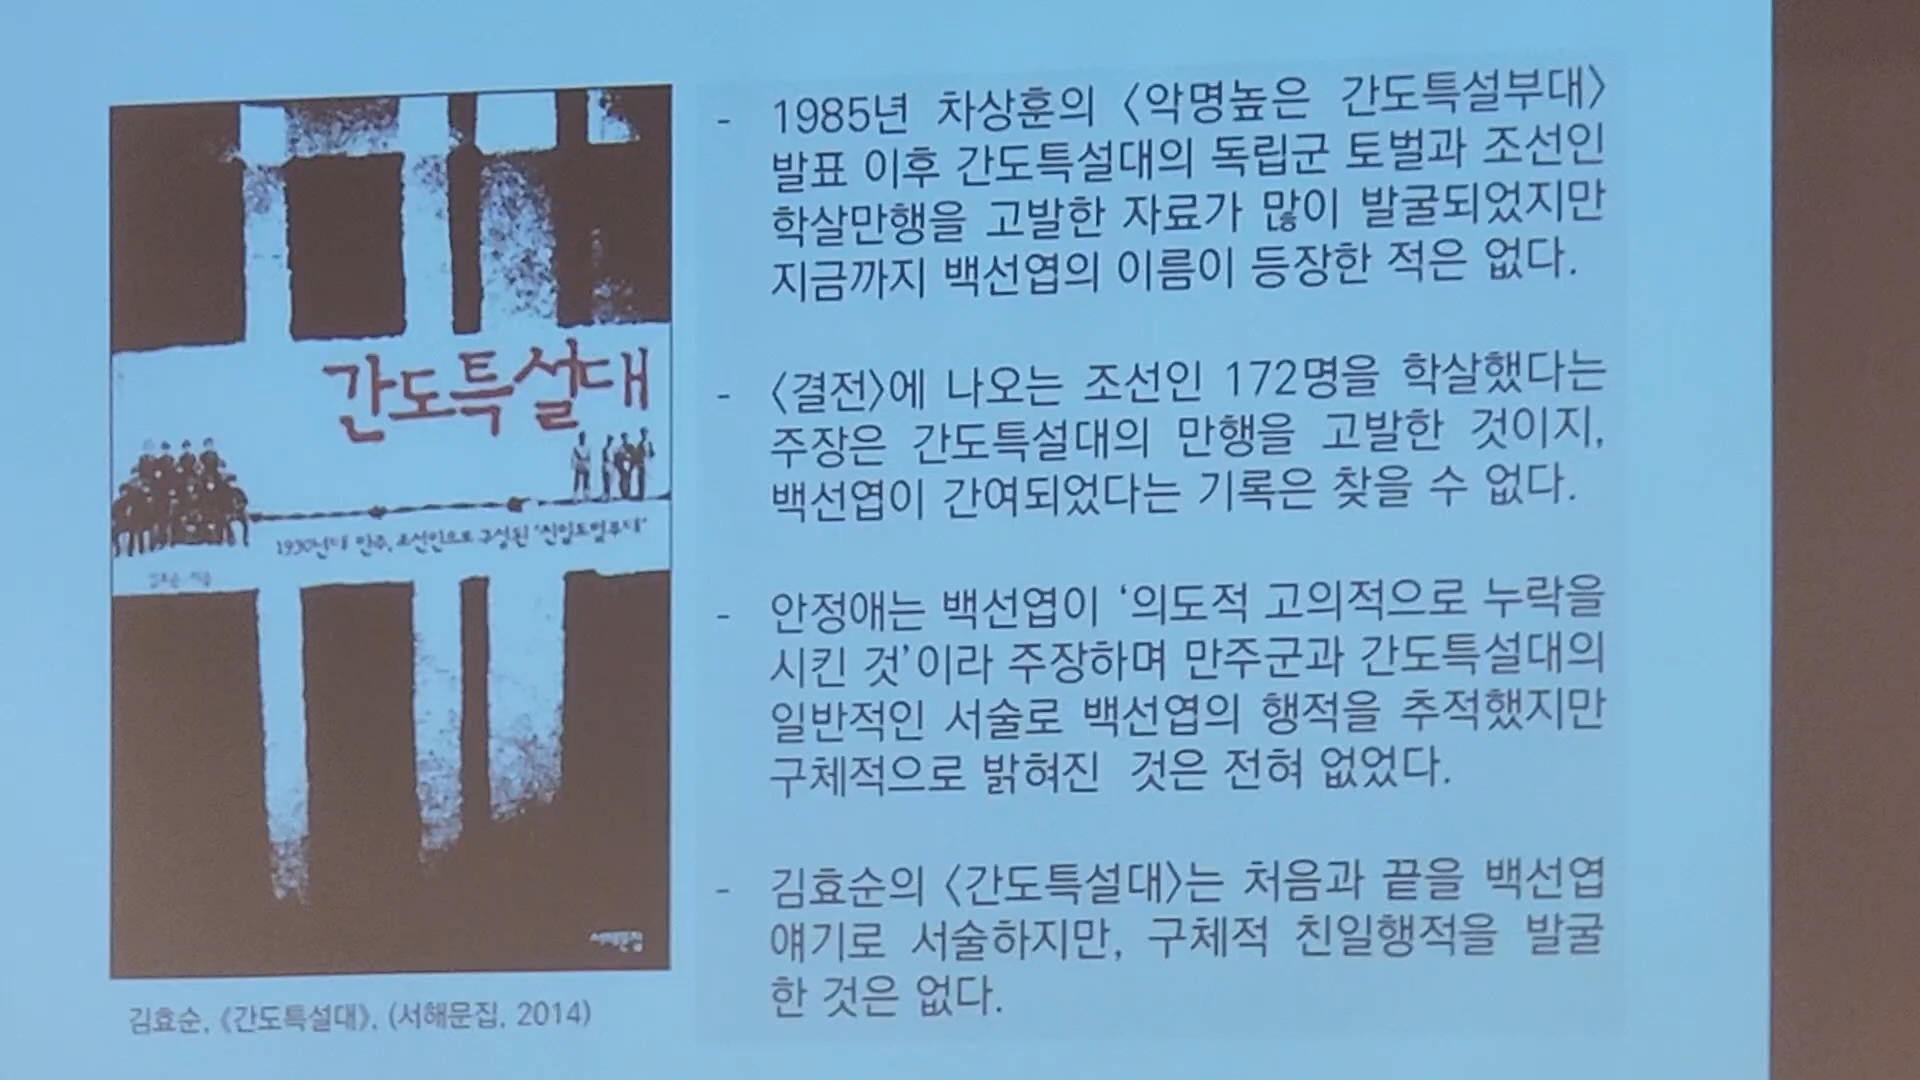 간도특설대
1930년대 만주, 조선인으로 구성된 '친일토벌부대'
김효순 지음
서해문집
김효순, 《간도특설대》, (서해문집, 2014)
- 1985년 차상훈의 〈악명높은 간도특설부대〉
발표 이후 간도특설대의 독립군 토벌과 조선인
학살만행을 고발한 자료가 많이 발굴되었지만
지금까지 백선엽의 이름이 등장한 적은 없다.
- 〈결전〉에 나오는 조선인 172명을 학살했다는
주장은 간도특설대의 만행을 고발한 것이지,
백선엽이 간여되었다는 기록은 찾을 수 없다.
- 안정애는 백선엽이 '의도적 고의적으로 누락을
시킨 것'이라 주장하며 만주군과 간도특설대의
일반적인 서술로 백선엽의 행적을 추적했지만
구체적으로 밝혀진 것은 전혀 없었다.
- 김효순의 〈간도특설대〉는 처음과 끝을 백선엽
얘기로 서술하지만, 구체적 친일행적을 발굴
한 것은 없다.